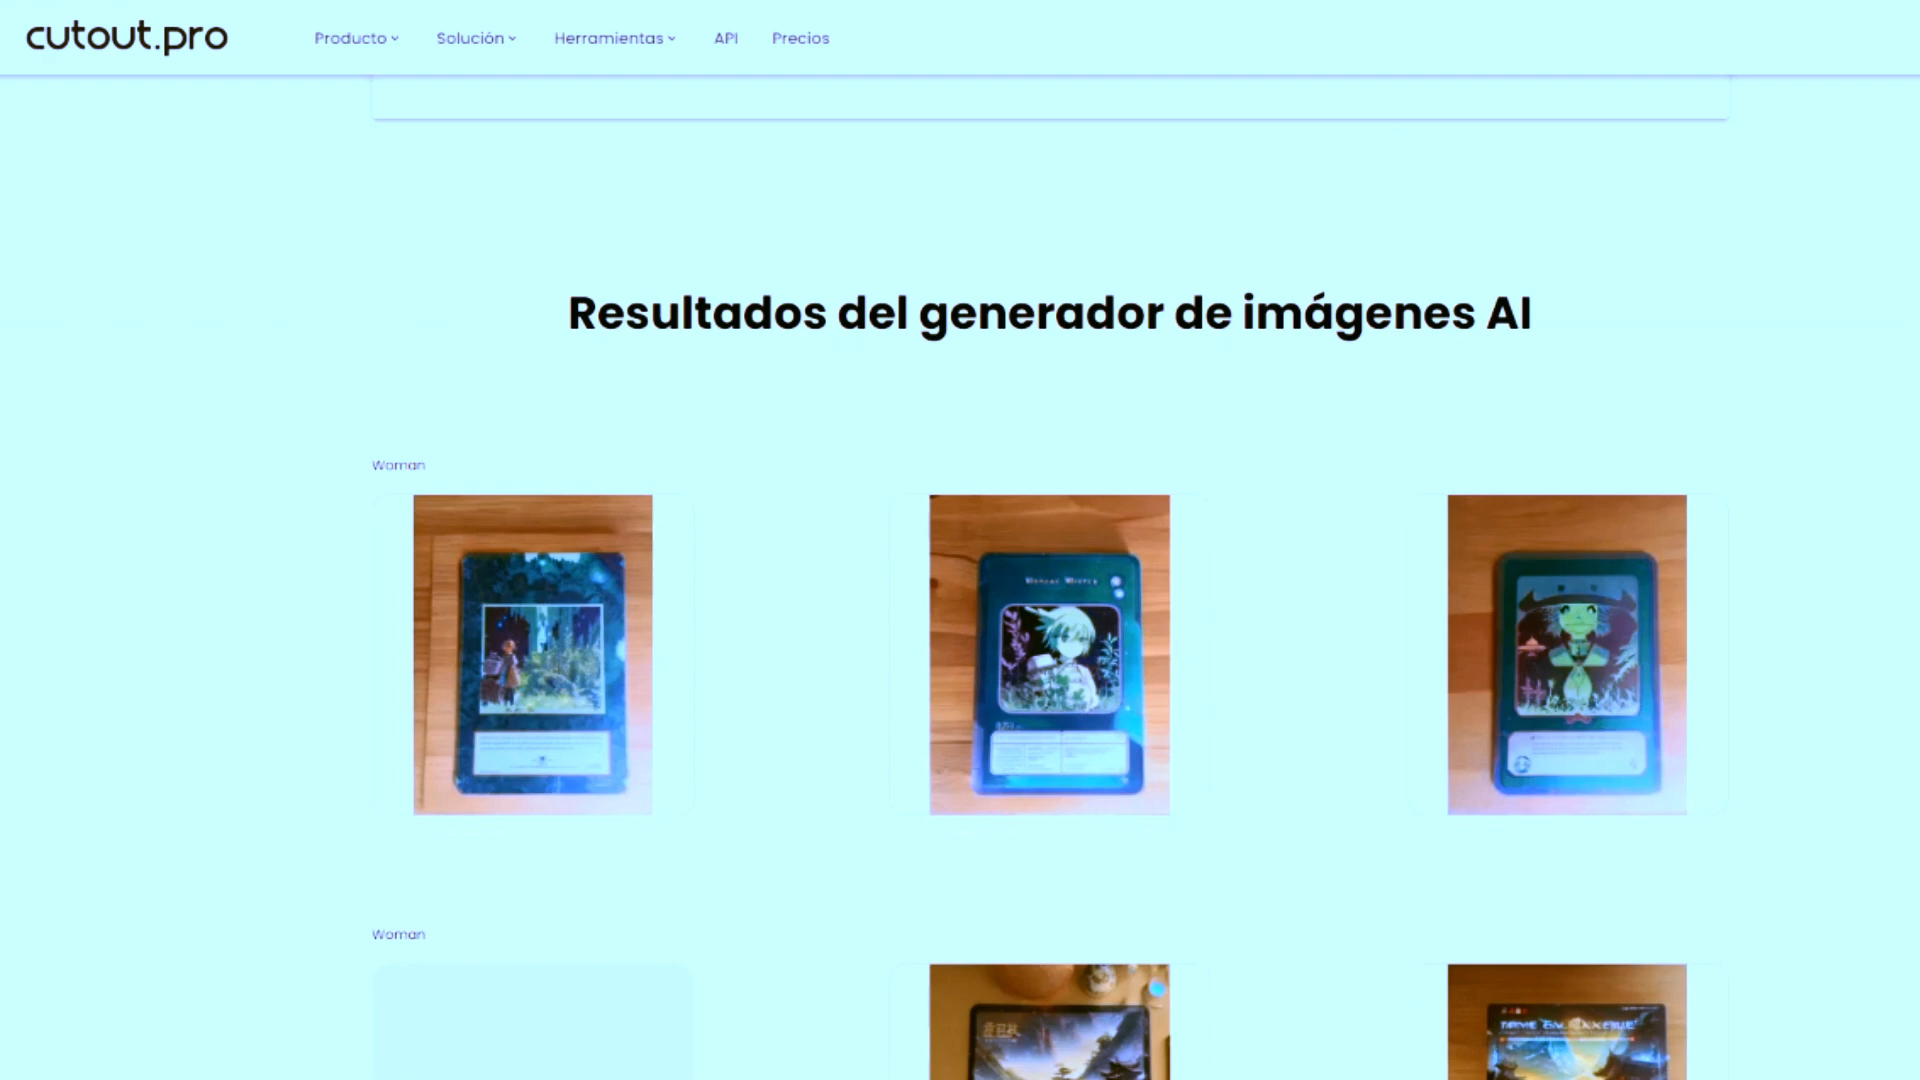 cutout.pro
Producto
Solución
Herramientas
API
Precios
Resultados del generador de imágenes AI
Woman
Woman